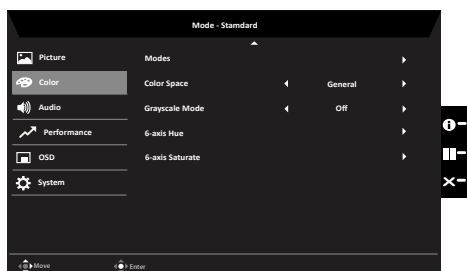 Mode - Stamdard
Picture
Modes
Color
Color Space
General
Audio
Grayscale Mode
Off
Performance
6-axis Hue
OSD
6-axis Saturate
System
Move
Enter